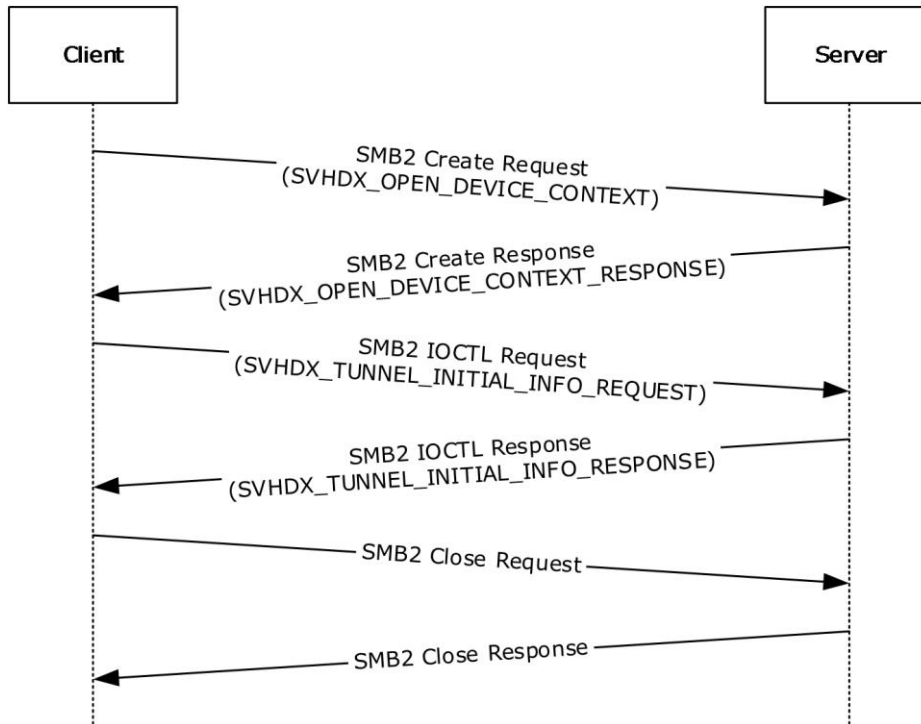 Client
Server
SMB2 Create Request
(SVHDX_OPEN_DEVICE_CONTEXT)
SMB2 Create Response
(SVHDX_OPEN_DEVICE_CONTEXT_RESPONSE)
SMB2 IOCTL Request
(SVHDX_TUNNEL_INITIAL_INFO_REQUEST)
SMB2 IOCTL Response
(SVHDX_TUNNEL_INITIAL_INFO_RESPONSE)
SMB2 Close Request
SMB2 Close Response